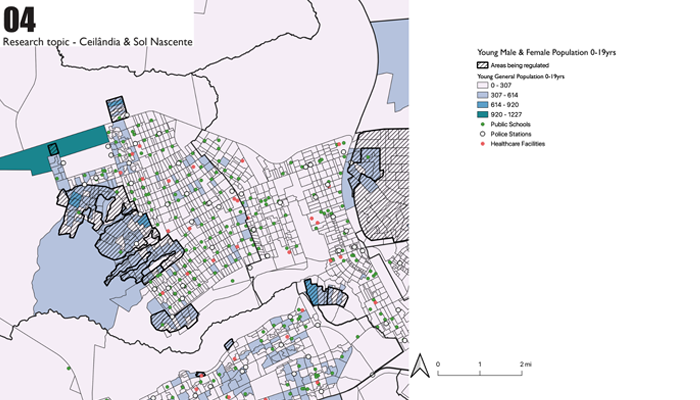 04
Research topic - Ceilândia & Sol Nascente
Young Male & Female Population 0-19yrs
Areas being regulated
Young General Population 0-19yrs
0 - 307
307 - 614
614 - 920
920 - 1227
Public Schools
Police Stations
Healthcare Facilities
0 1 2 mi